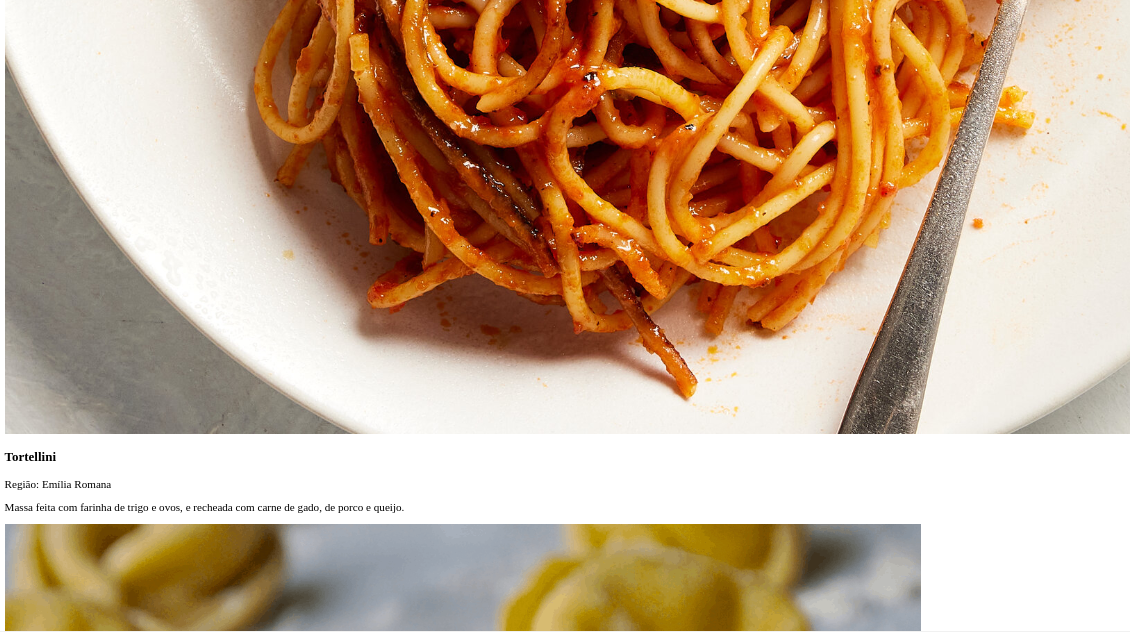 Tortellini
Região: Emília Romana
Massa feita com farinha de trigo e ovos, e recheada com carne de gado, de porco e queijo.